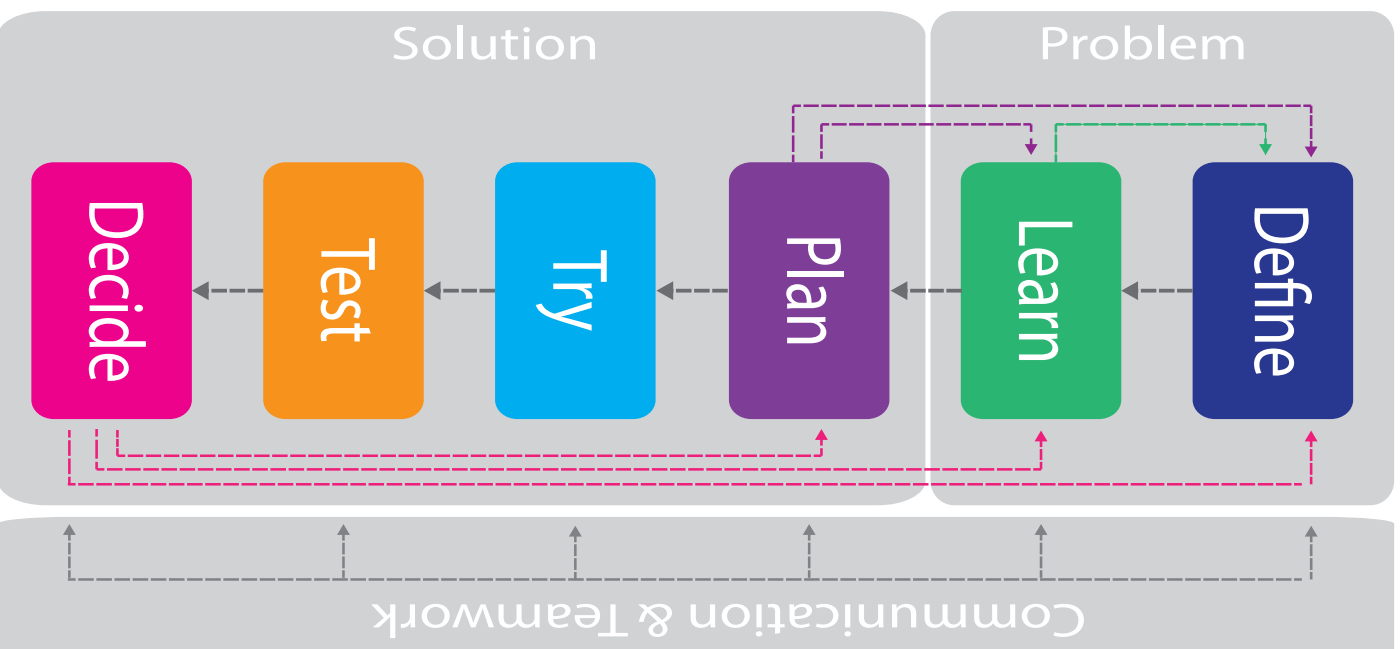 Solution
Problem
Decide
Test
Try
Plan
Learn
Define
Communication & Teamwork